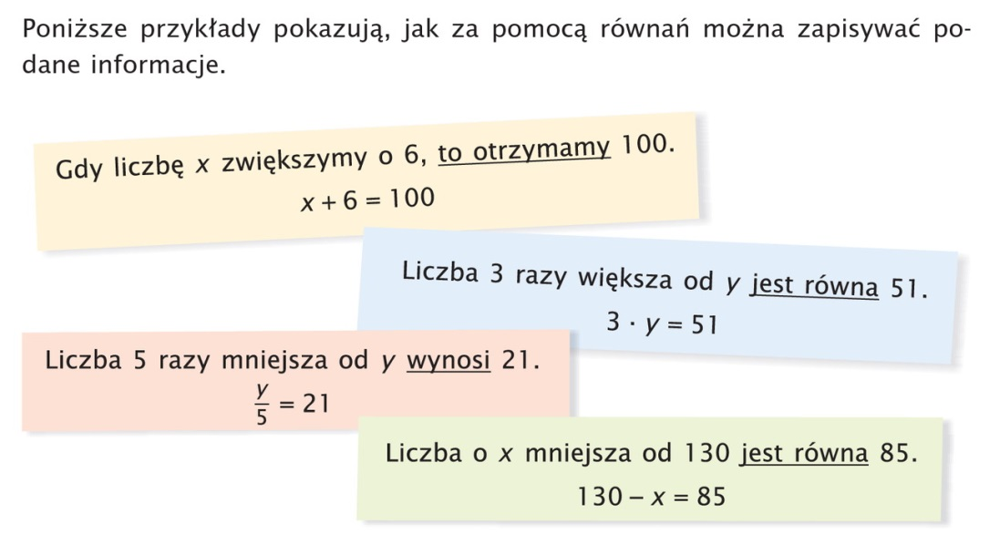 Poniższe przykłady pokazują, jak za pomocą równań można zapisywać po-
dane informacje.
Gdy liczbę x zwiększymy o 6, to otrzymamy 100.
x + 6 = 100
Liczba 3 razy większa od y jest równa 51.
3 · y = 51
Liczba 5 razy mniejsza od y wynosi 21.
y/5 = 21
Liczba o x mniejsza od 130 jest równa 85.
130 – x = 85